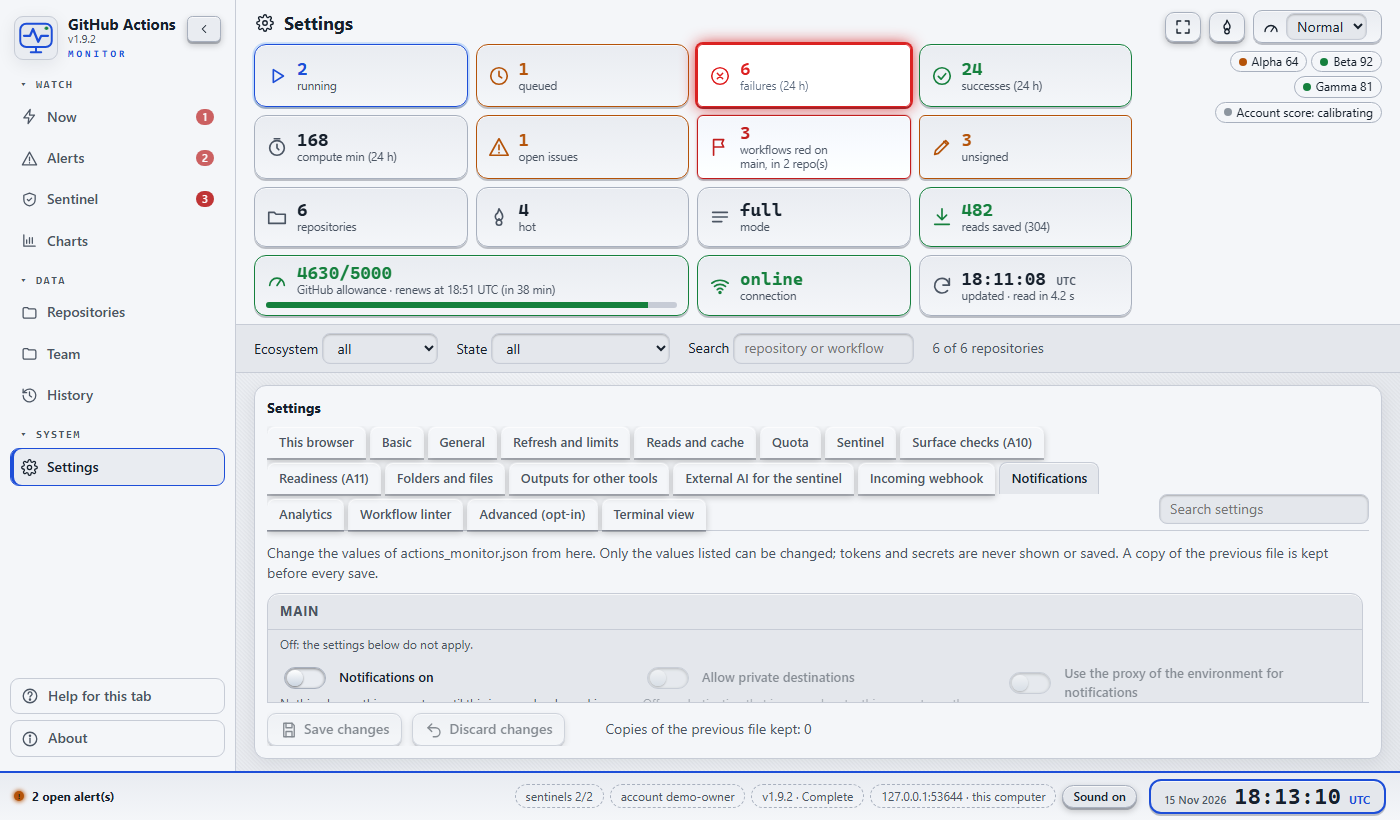 GitHub Actions
v1.9.2
MONITOR
WATCH
Now 1
Alerts 2
Sentinel 3
Charts
DATA
Repositories
Team
History
SYSTEM
Settings
Help for this tab
About
Settings
Normal
Alpha 64
Beta 92
Gamma 81
Account score: calibrating
2
running
1
queued
6
failures (24 h)
24
successes (24 h)
168
compute min (24 h)
1
open issues
3
workflows red on
main, in 2 repo(s)
3
unsigned
6
repositories
4
hot
full
mode
482
reads saved (304)
4630/5000
GitHub allowance · renews at 18:51 UTC (in 38 min)
online
connection
18:11:08 UTC
updated · read in 4.2 s
Ecosystem all State all Search repository or workflow 6 of 6 repositories
Settings
This browser Basic General Refresh and limits Reads and cache Quota Sentinel Surface checks (A10)
Readiness (A11) Folders and files Outputs for other tools External AI for the sentinel Incoming webhook Notifications
Analytics Workflow linter Advanced (opt-in) Terminal view
Search settings
Change the values of actions_monitor.json from here. Only the values listed can be changed; tokens and secrets are never shown or saved. A copy of the previous file is kept
before every save.
MAIN
Off: the settings below do not apply.
Notifications on
Allow private destinations
Use the proxy of the environment for
notifications
Save changes Discard changes Copies of the previous file kept: 0
2 open alert(s)
sentinels 2/2 account demo-owner v1.9.2 · Complete 127.0.0.1:53644 · this computer Sound on 15 Nov 2026 18:13:10 UTC